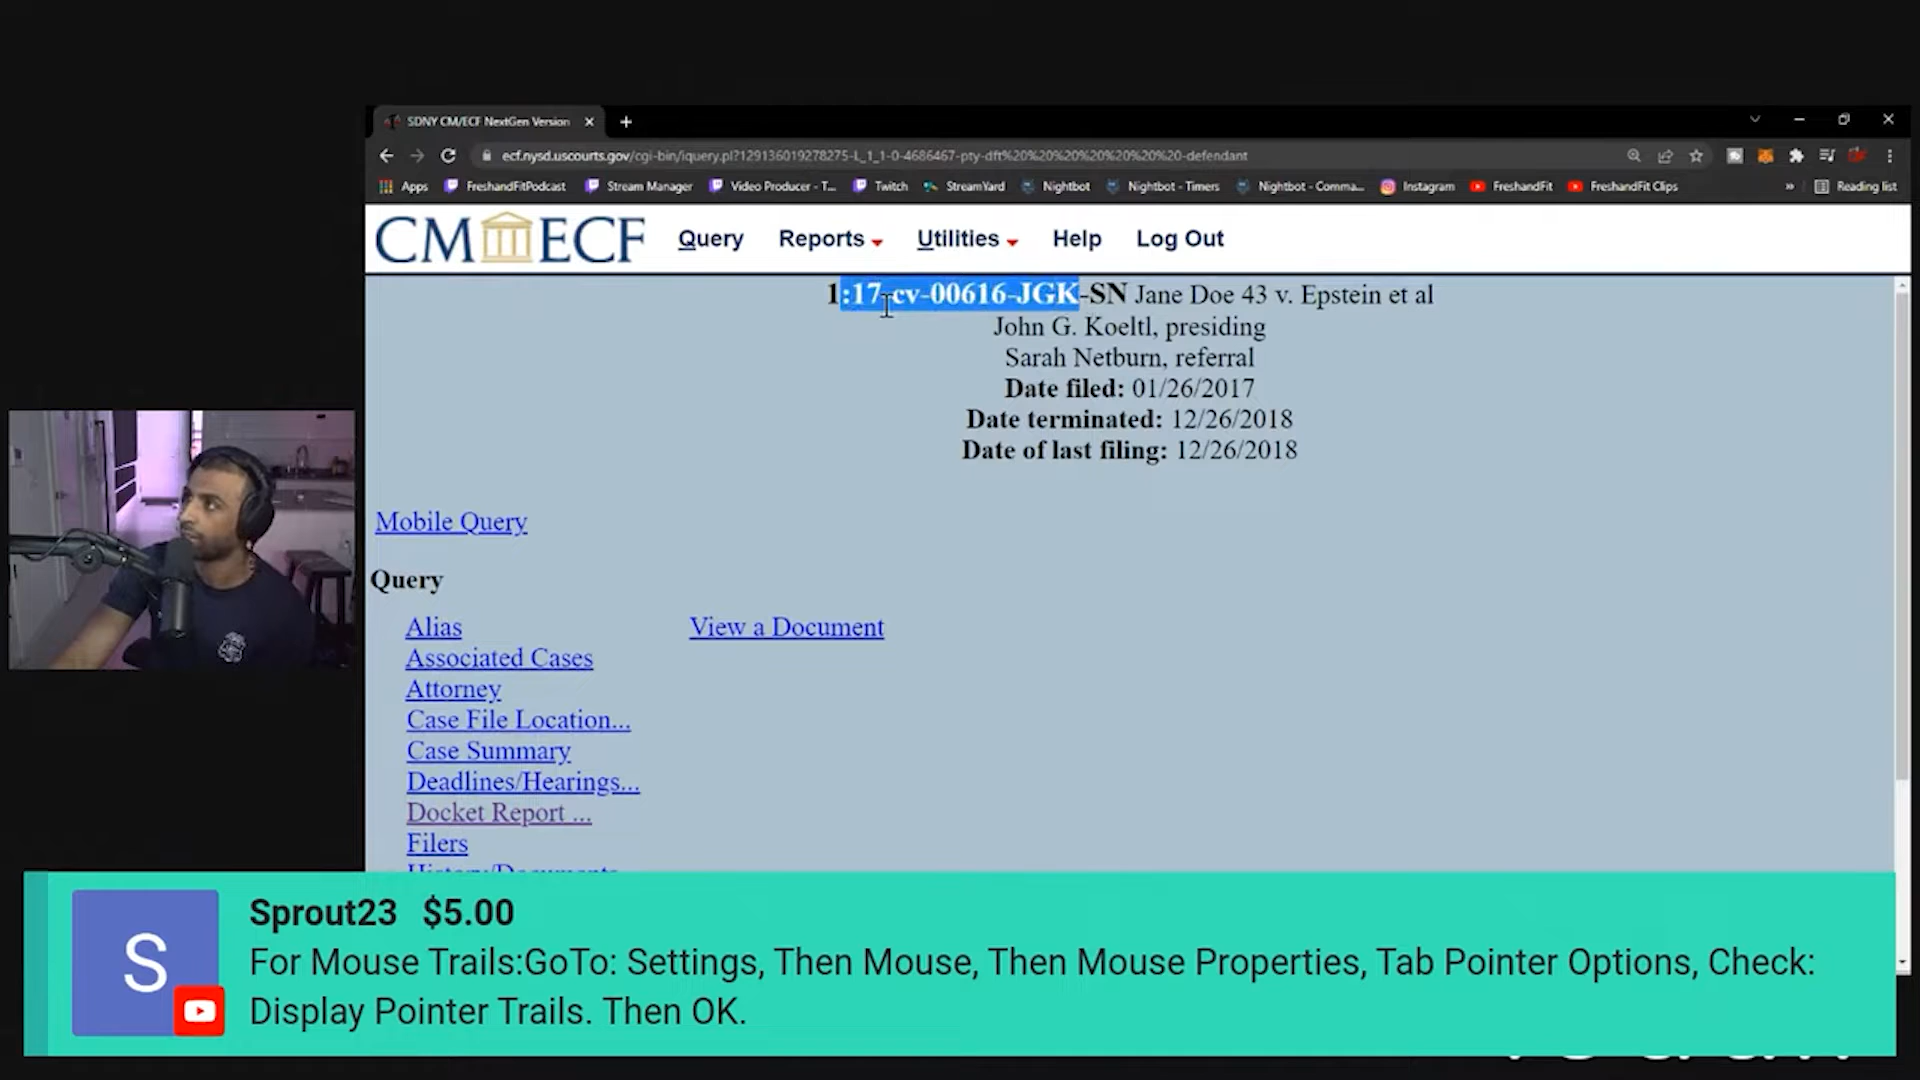 SDNY CM/ECF NextGen Version
ecf.nysd.uscourts.gov/cgi-bin/iquery.pl?129136019278275-L_1_1-0-4686467-pty-dft%20%20%20%20%20%20%20-defendant
Apps FreshandFitPodcast Stream Manager Video Producer - T... Twitch StreamYard Nightbot Nightbot - Timers Nightbot - Comma... Instagram FreshandFit FreshandFit Clips » Reading list
CM ECF Query Reports Utilities Help Log Out
1:17-cv-00616-JGK-SN Jane Doe 43 v. Epstein et al
John G. Koeltl, presiding
Sarah Netburn, referral
Date filed: 01/26/2017
Date terminated: 12/26/2018
Date of last filing: 12/26/2018
Mobile Query
Query
Alias View a Document
Associated Cases
Attorney
Case File Location...
Case Summary
Deadlines/Hearings...
Docket Report ...
Filers
S
Sprout23 $5.00
For Mouse Trails:GoTo: Settings, Then Mouse, Then Mouse Properties, Tab Pointer Options, Check:
Display Pointer Trails. Then OK.